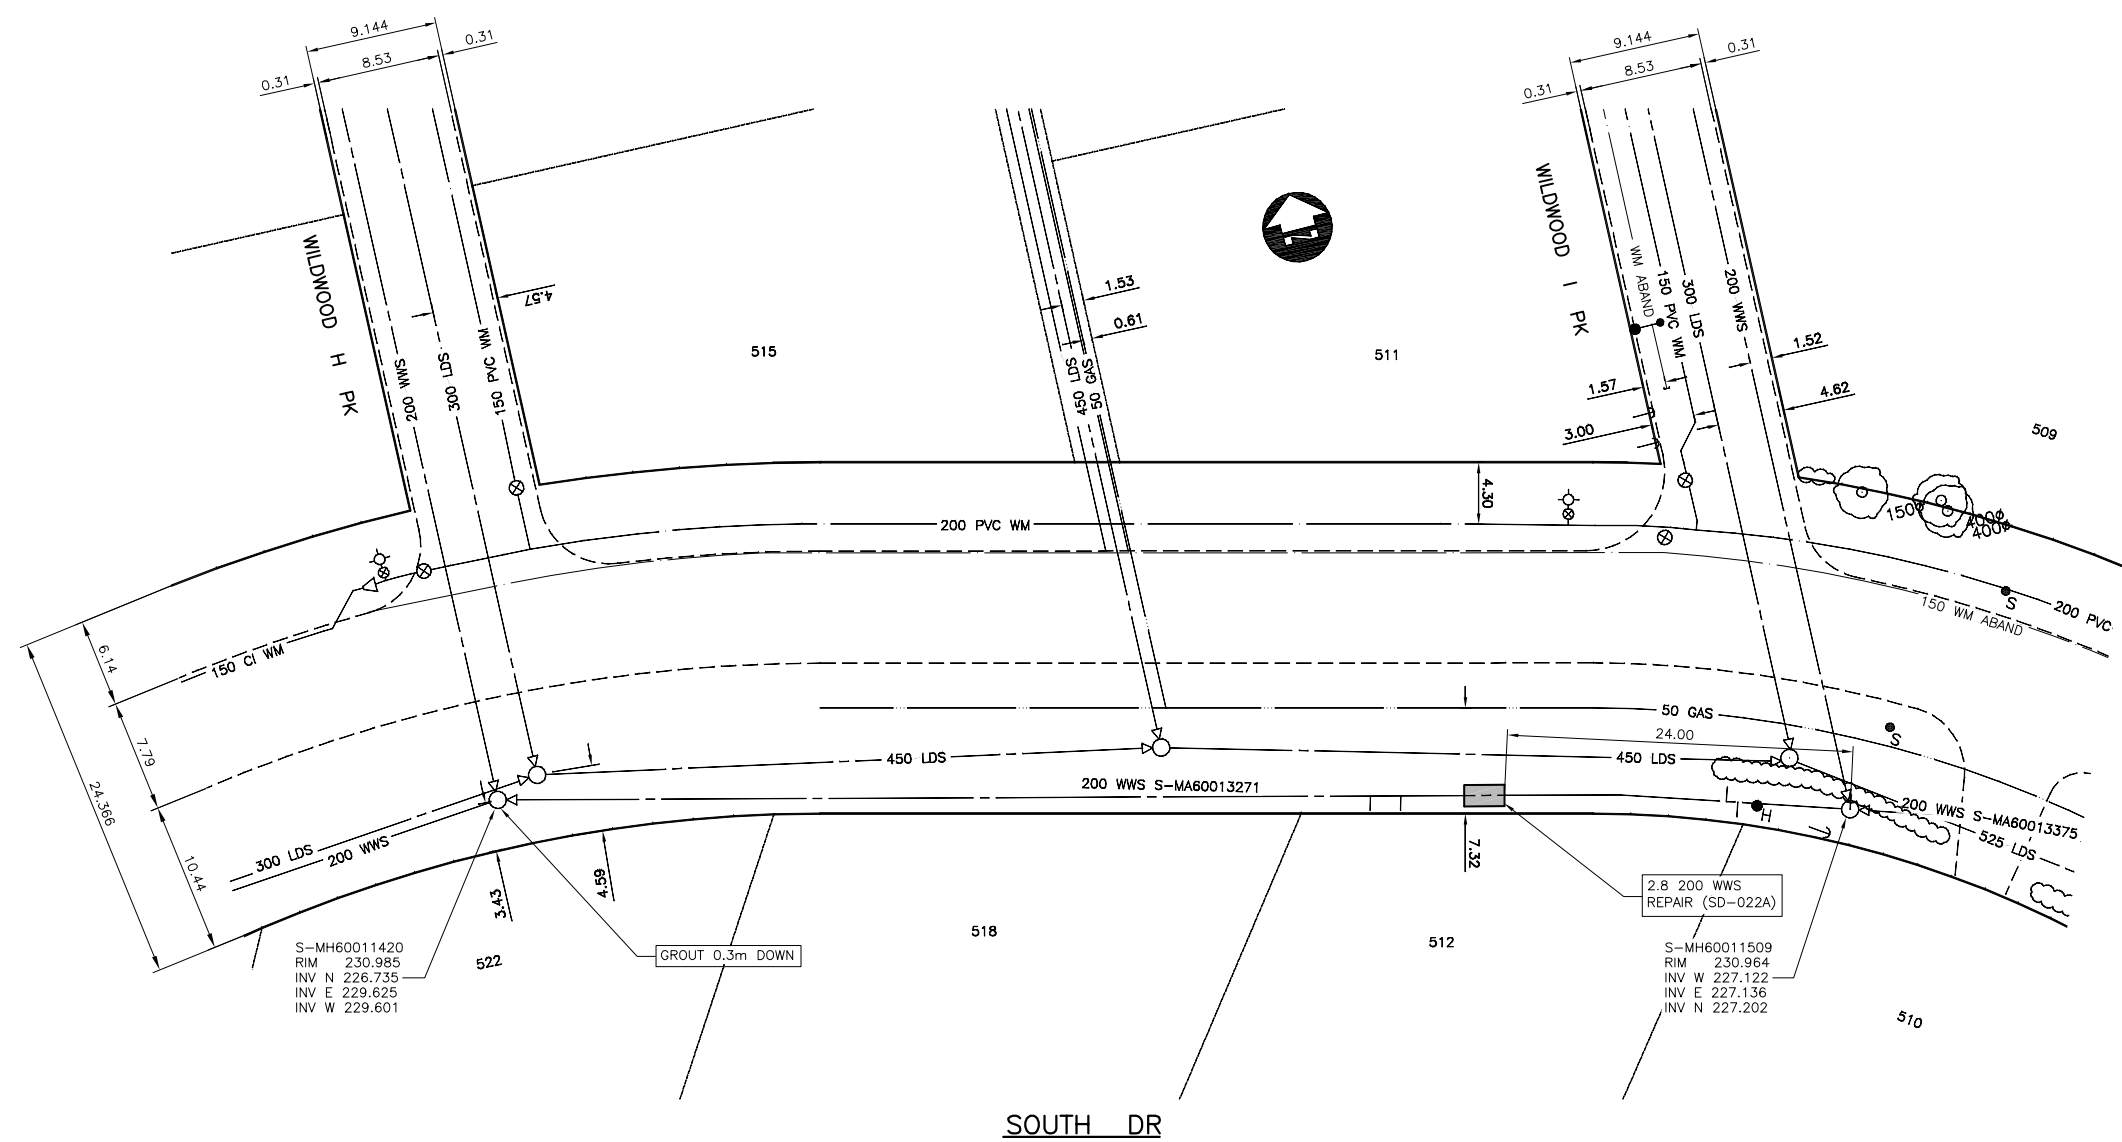 9.144
8.53
0.31
0.31
9.144
8.53
0.31
0.31
WILDWOOD H PK
4.57
515
1.53
0.61
511
N
WILDWOOD I PK
WM ABAND
150 PVC WM
300 LDS
200 WWS
1.52
4.62
1.57
3.00
509
200 WWS
300 LDS
150 PVC WM
450 LDS
50 GAS
4.30
150ϕ
400ϕ
400ϕ
200 PVC WM
S
200 PVC
150 WM ABAND
150 CI WM
6.14
7.79
24.366
10.44
50 GAS
S
24.00
450 LDS
450 LDS
200 WWS S-MA60013271
H
200 WWS S-MA60013375
525 LDS
300 LDS
200 WWS
3.43
4.59
7.32
2.8 200 WWS
REPAIR (SD-022A)
GROUT 0.3m DOWN
518
512
522
510
S-MH60011420
RIM 230.985
INV N 226.735
INV E 229.625
INV W 229.601
S-MH60011509
RIM 230.964
INV W 227.122
INV E 227.136
INV N 227.202
SOUTH DR